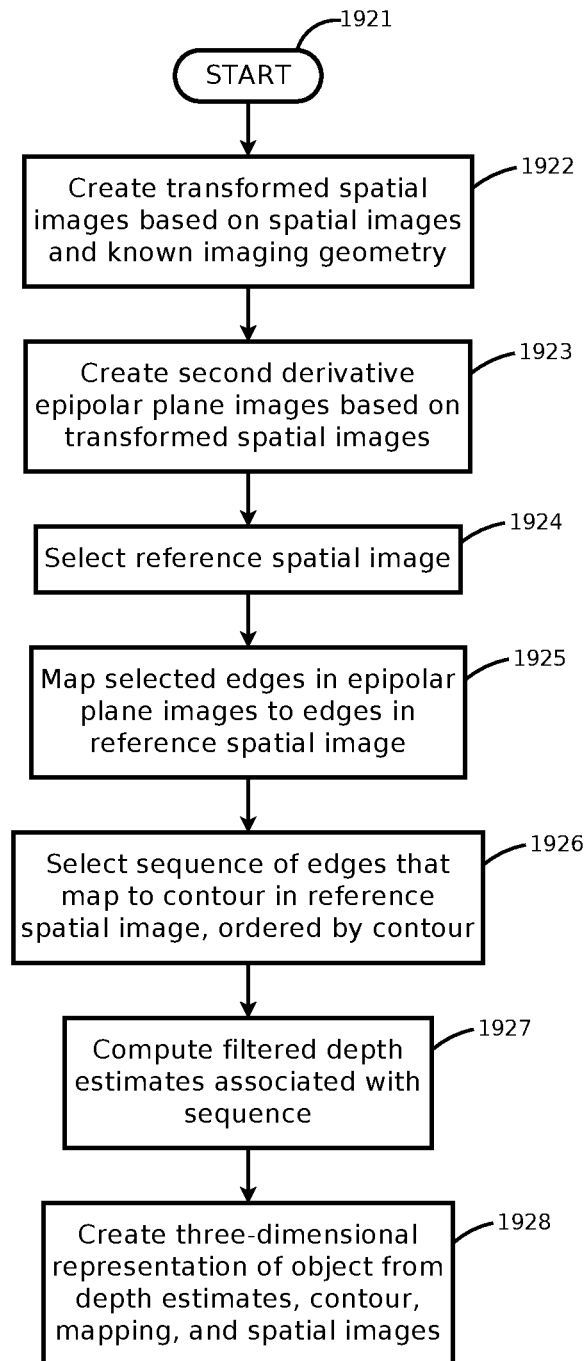 1921
START
1922
Create transformed spatial
images based on spatial images
and known imaging geometry
1923
Create second derivative
epipolar plane images based on
transformed spatial images
1924
Select reference spatial image
1925
Map selected edges in epipolar
plane images to edges in
reference spatial image
1926
Select sequence of edges that
map to contour in reference
spatial image, ordered by contour
1927
Compute filtered depth
estimates associated with
sequence
1928
Create three-dimensional
representation of object from
depth estimates, contour,
mapping, and spatial images